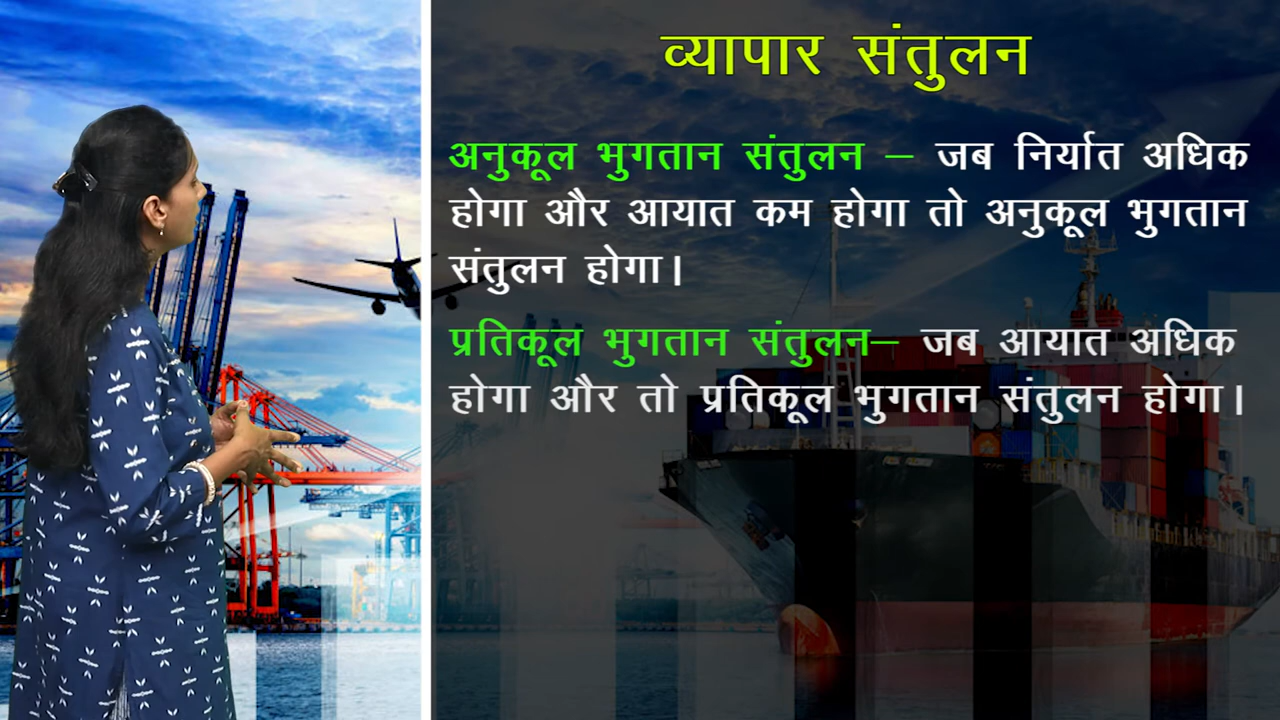 व्यापार संतुलन
अनुकूल भुगतान संतुलन – जब निर्यात अधिक
होगा और आयात कम होगा तो अनुकूल भुगतान
संतुलन होगा।
प्रतिकूल भुगतान संतुलन– जब आयात अधिक
होगा और तो प्रतिकूल भुगतान संतुलन होगा।